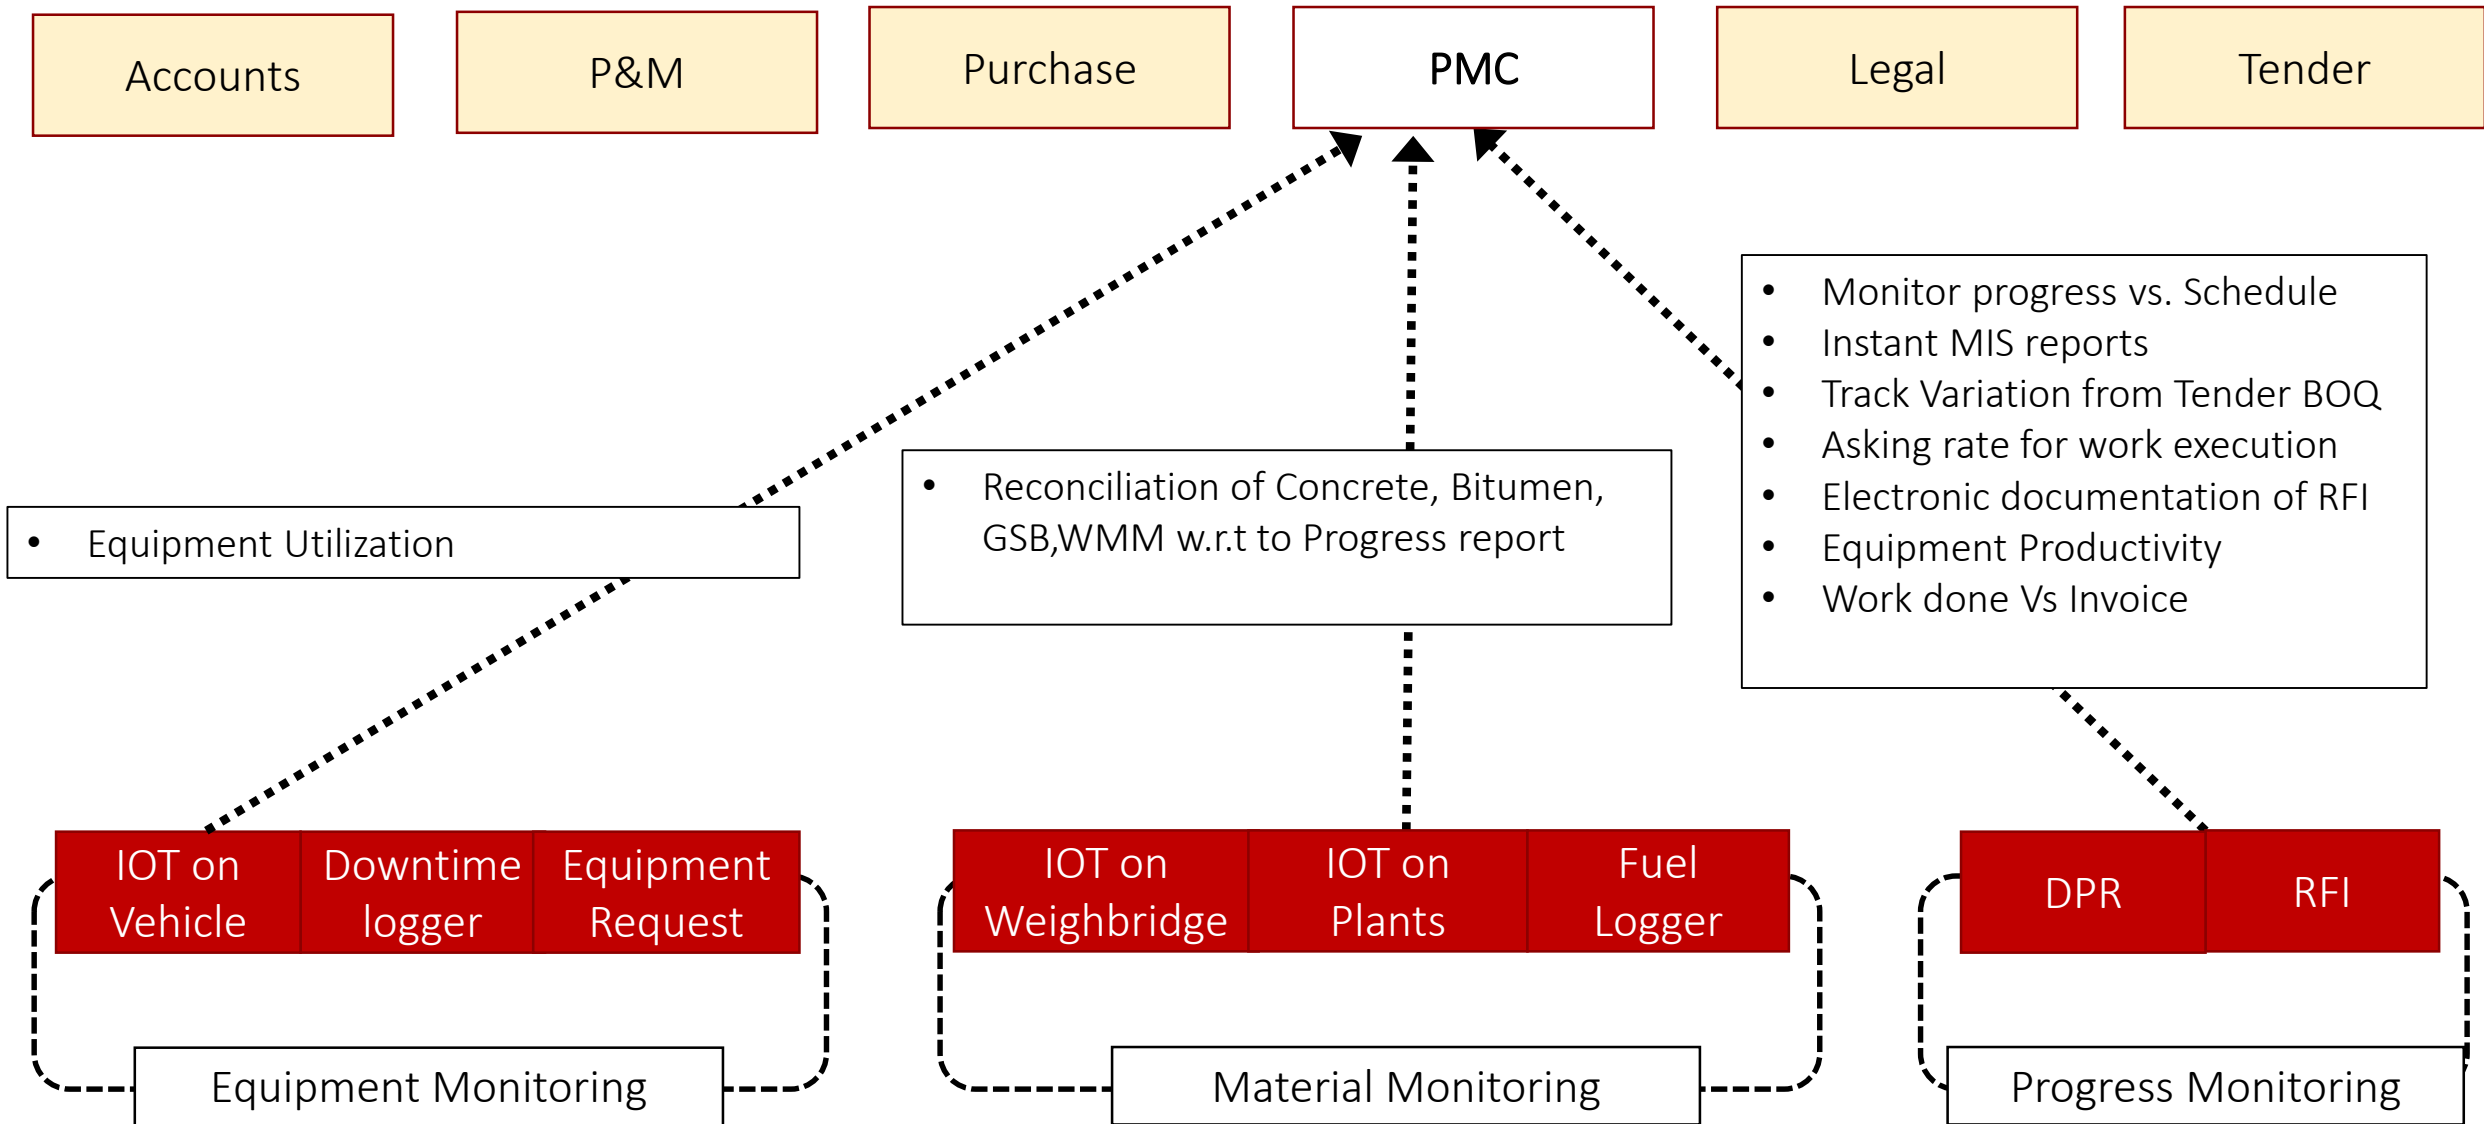 Accounts
P&M
Purchase
PMC
Legal
Tender
• Monitor progress vs. Schedule
• Instant MIS reports
• Track Variation from Tender BOQ
• Asking rate for work execution
• Electronic documentation of RFI
• Equipment Productivity
• Work done Vs Invoice
• Reconciliation of Concrete, Bitumen,
GSB,WMM w.r.t to Progress report
• Equipment Utilization
IOT on
Vehicle
Downtime
logger
Equipment
Request
IOT on
Weighbridge
IOT on
Plants
Fuel
Logger
DPR
RFI
Equipment Monitoring
Material Monitoring
Progress Monitoring